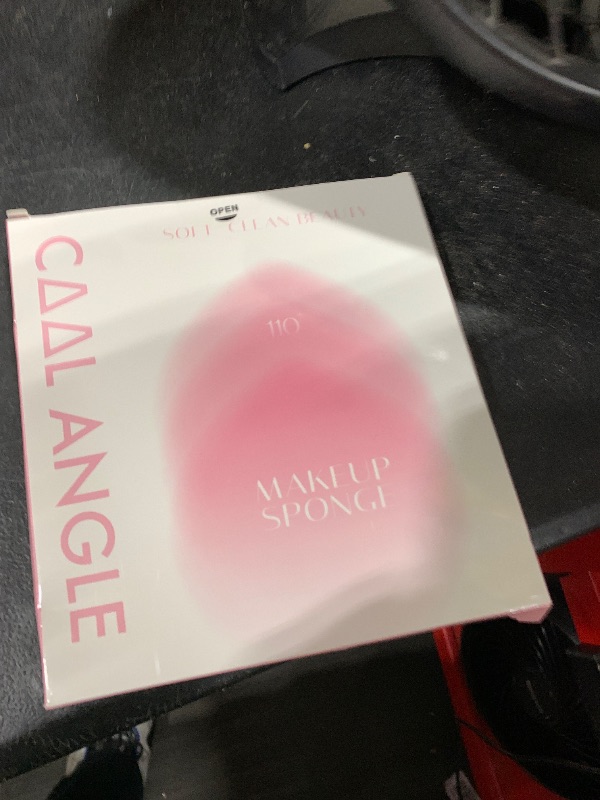 OPEN
SOFT CLEAN BEAUTY
CAAL ANGLE
110
MAKEUP
SPONGE